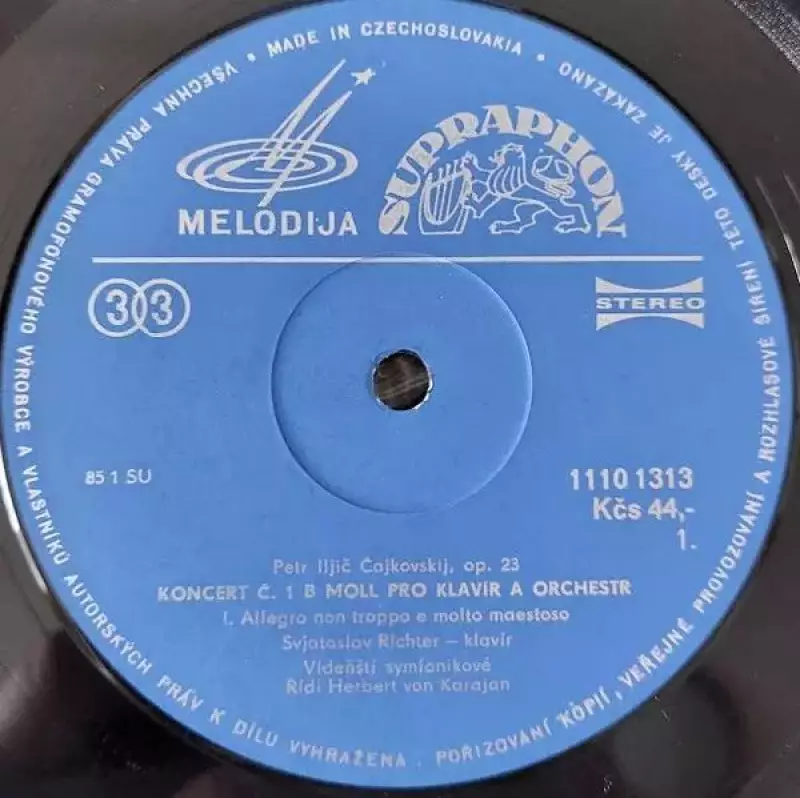 • MADE IN CZECHOSLOVAKIA •
VŠECHNA PRÁVA GRAMOFÓNOVÉHO VÝROBCE A VLASTNÍKŮ AUTORSKÝCH PRÁV K DÍLU VYHRAŽENA. POŘIZOVÁNÍ KÓPIÍ, VEŘEJNÉ PROVOZOVÁNÍ A ROZHLASOVÉ ŠÍŘENÍ TÉTO DESKY JE ZAKÁZÁNO
MELODIJA
SUPRAPHON
33
STEREO
85 1 SU
1110 1313
Kčs 44,-
1.
Petr Iljič Čajkovskij, op. 23
KONCERT Č. 1 B MOLL PRO KLAVÍR A ORCHESTR
I. Allegro non troppo e molto maestoso
Svjatoslav Richter – klavír
Vídeňští symfonikové
Řídí Herbert von Karajan